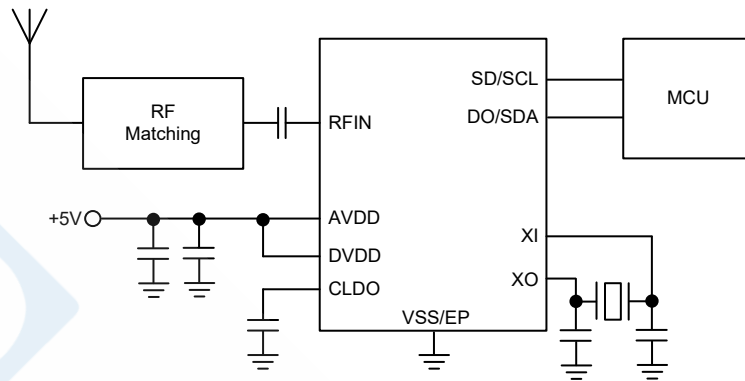 RF
Matching
RFIN
SD/SCL
DO/SDA
MCU
+5V
AVDD
DVDD
CLDO
XI
XO
VSS/EP